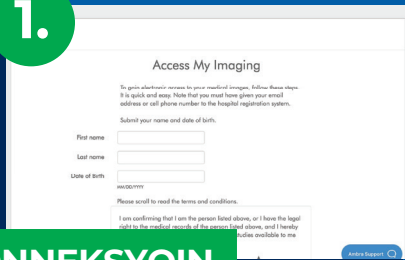 1.
Access My Imaging
To gain electronic access to your medical images, follow these steps.
It is quick and easy. Note that you must have given your email
address or cell phone number to the hospital registration system.
Submit your name and date of birth.
First name
Last name
Date of Birth
MM/DD/YYYY
Please scroll to read the terms and conditions.
I am confirming that I am the person listed above, or I have the legal
right to the medical records of the person listed above, and I hereby
studies available to me
NNEKSYOIN
Ambra Support